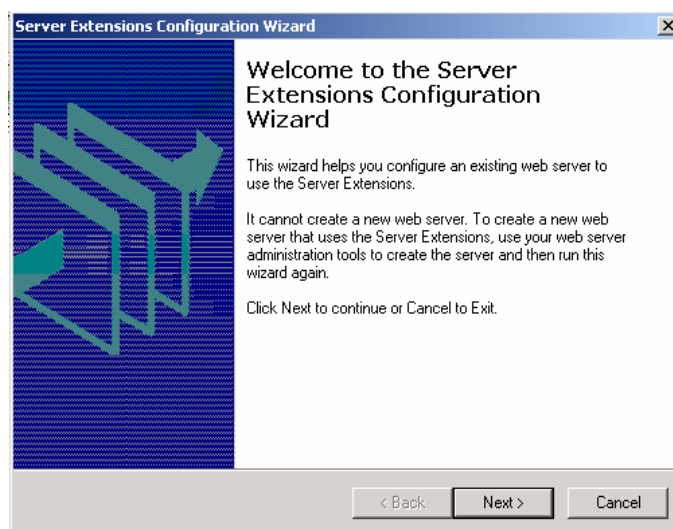 Server Extensions Configuration Wizard
Welcome to the Server
Extensions Configuration
Wizard
This wizard helps you configure an existing web server to
use the Server Extensions.
It cannot create a new web server. To create a new web
server that uses the Server Extensions, use your web server
administration tools to create the server and then run this
wizard again.
Click Next to continue or Cancel to Exit.
< Back
Next >
Cancel